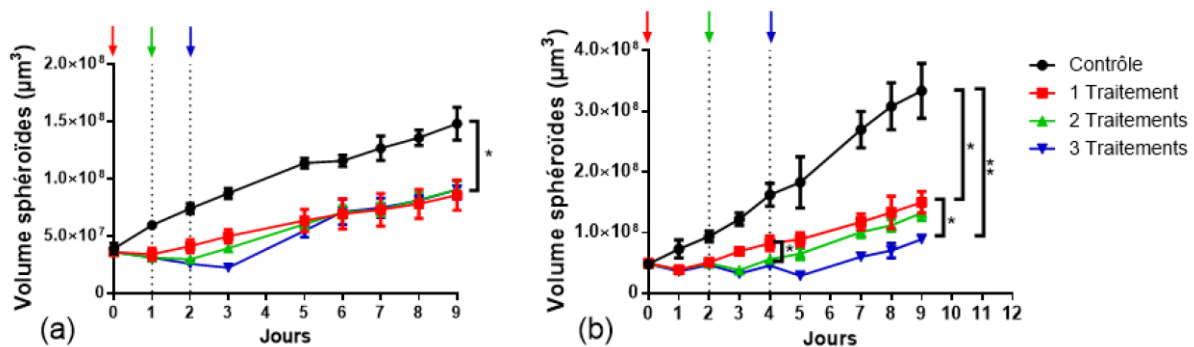 Volume sphéroïdes (µm³)
2.0×10⁸
1.5×10⁸
1.0×10⁸
5.0×10⁷
0
0 1 2 3 4 5 6 7 8 9
Jours
*
(a)
Volume sphéroïdes (µm³)
4.0×10⁸
3.0×10⁸
2.0×10⁸
1.0×10⁸
0
0 1 2 3 4 5 6 7 8 9 10 11 12
Jours
*
*
*
**
(b)
Contrôle
1 Traitement
2 Traitements
3 Traitements